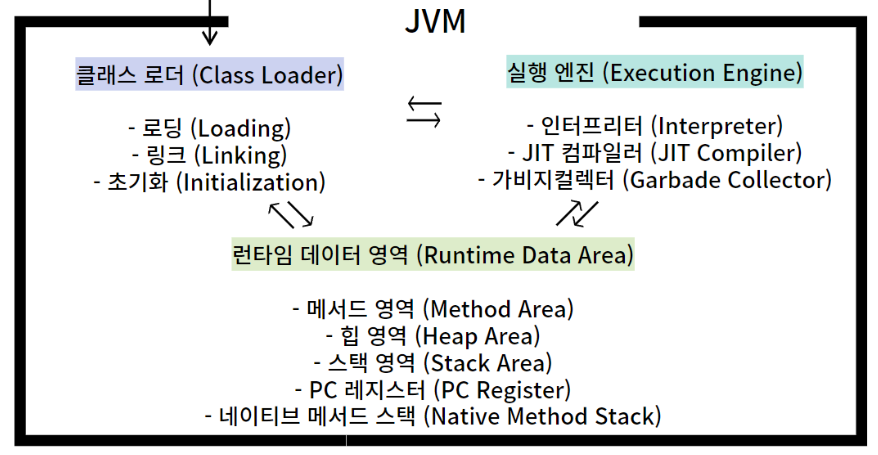 JVM
클래스 로더 (Class Loader)
- 로딩 (Loading)
- 링크 (Linking)
- 초기화 (Initialization)
실행 엔진 (Execution Engine)
- 인터프리터 (Interpreter)
- JIT 컴파일러 (JIT Compiler)
- 가비지컬렉터 (Garbade Collector)
런타임 데이터 영역 (Runtime Data Area)
- 메서드 영역 (Method Area)
- 힙 영역 (Heap Area)
- 스택 영역 (Stack Area)
- PC 레지스터 (PC Register)
- 네이티브 메서드 스택 (Native Method Stack)